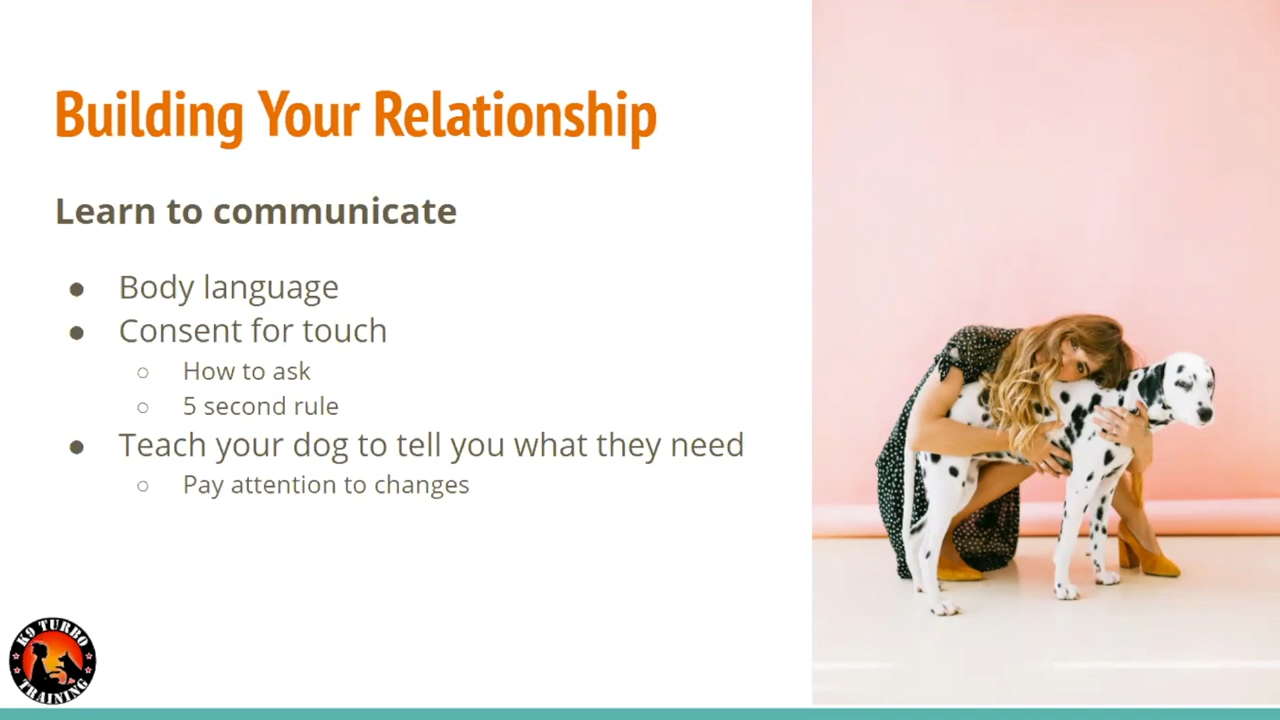 Building Your Relationship
Learn to communicate
● Body language
● Consent for touch
○ How to ask
○ 5 second rule
● Teach your dog to tell you what they need
○ Pay attention to changes
K9 TURBO
TRAINING